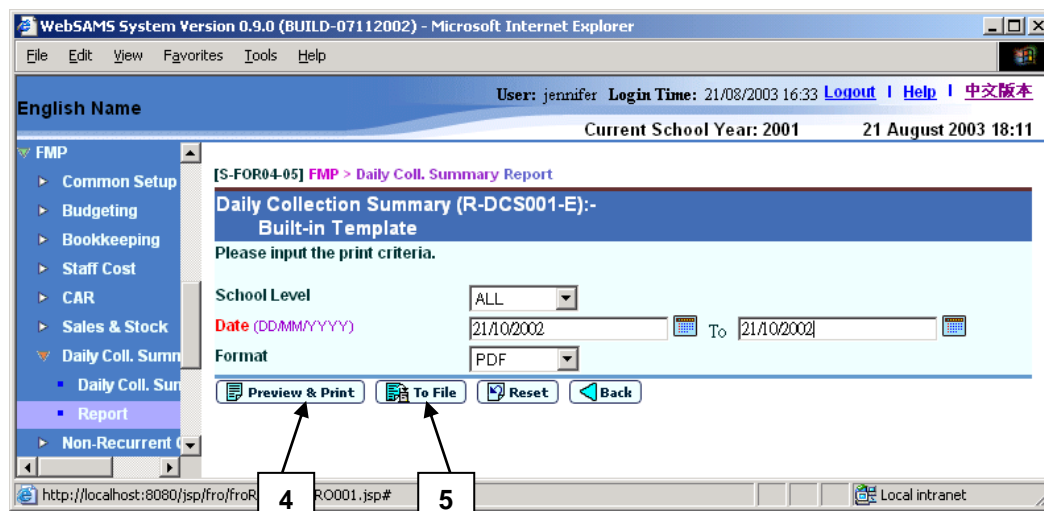 WebSAMS System Version 0.9.0 (BUILD-07112002) - Microsoft Internet Explorer
File Edit View Favorites Tools Help
User: jennifer Login Time: 21/08/2003 16:33 Logout | Help | 中文版本
English Name
Current School Year: 2001 21 August 2003 18:11
FMP
Common Setup
Budgeting
Bookkeeping
Staff Cost
CAR
Sales & Stock
Daily Coll. Summ
Daily Coll. Sum
Report
Non-Recurrent
[S-FOR04-05] FMP > Daily Coll. Summary Report
Daily Collection Summary (R-DCS001-E):-
Built-in Template
Please input the print criteria.
School Level ALL
Date (DD/MM/YYYY) 21/10/2002 To 21/10/2002
Format PDF
Preview & Print To File Reset Back
http://localhost:8080/jsp/fro/froR RO001.jsp# Local intranet
4 5